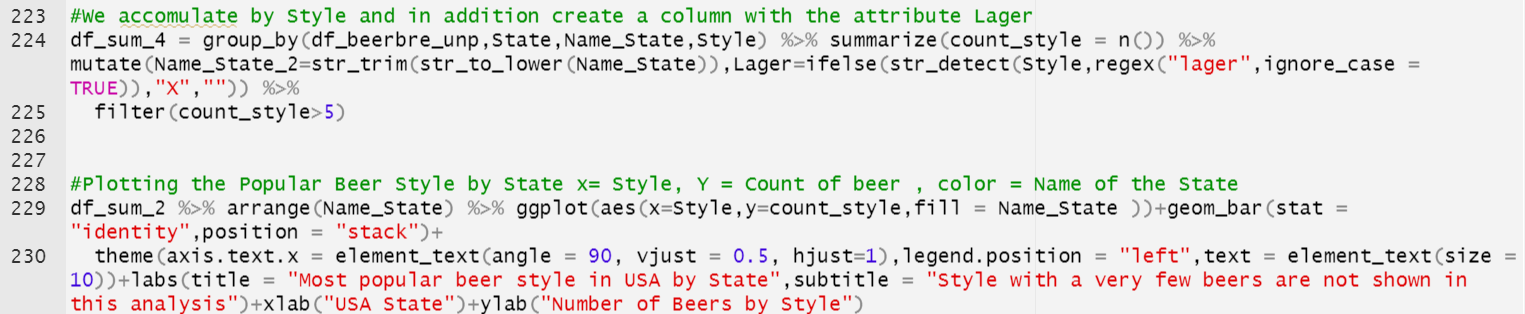 223 #We accomulate by Style and in addition create a column with the attribute Lager
224 df_sum_4 = group_by(df_beerbre_unp,State,Name_State,Style) %>% summarize(count_style = n()) %>%
mutate(Name_State_2=str_trim(str_to_lower(Name_State)),Lager=ifelse(str_detect(Style,regex("lager",ignore_case =
TRUE)),"X","")) %>%
225   filter(count_style>5)
226
227
228 #Plotting the Popular Beer Style by State x= Style, Y = Count of beer , color = Name of the State
229 df_sum_2 %>% arrange(Name_State) %>% ggplot(aes(x=Style,y=count_style,fill = Name_State ))+geom_bar(stat =
"identity",position = "stack")+
230   theme(axis.text.x = element_text(angle = 90, vjust = 0.5, hjust=1),legend.position = "left",text = element_text(size =
10))+labs(title = "Most popular beer style in USA by State",subtitle = "Style with a very few beers are not shown in
this analysis")+xlab("USA State")+ylab("Number of Beers by Style")